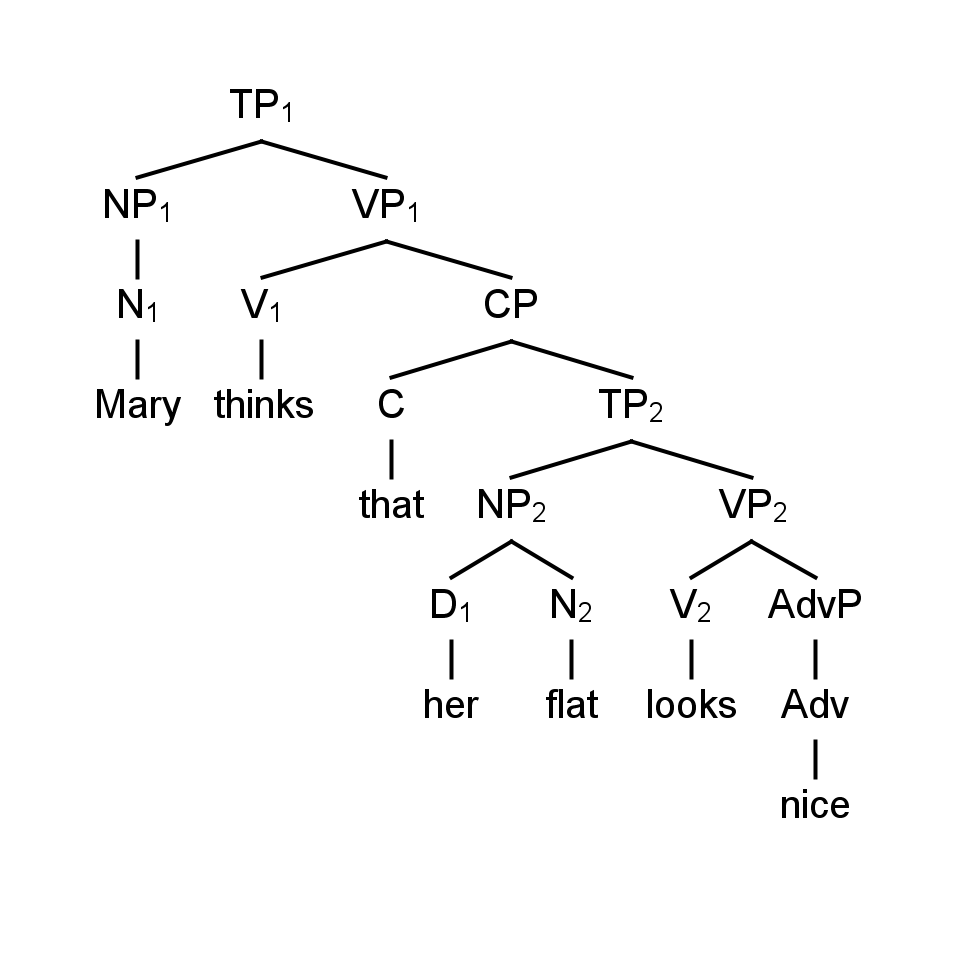 TP₁
NP₁ VP₁
N₁ V₁ CP
Mary thinks C TP₂
that NP₂ VP₂
D₁ N₂ V₂ AdvP
her flat looks Adv
nice